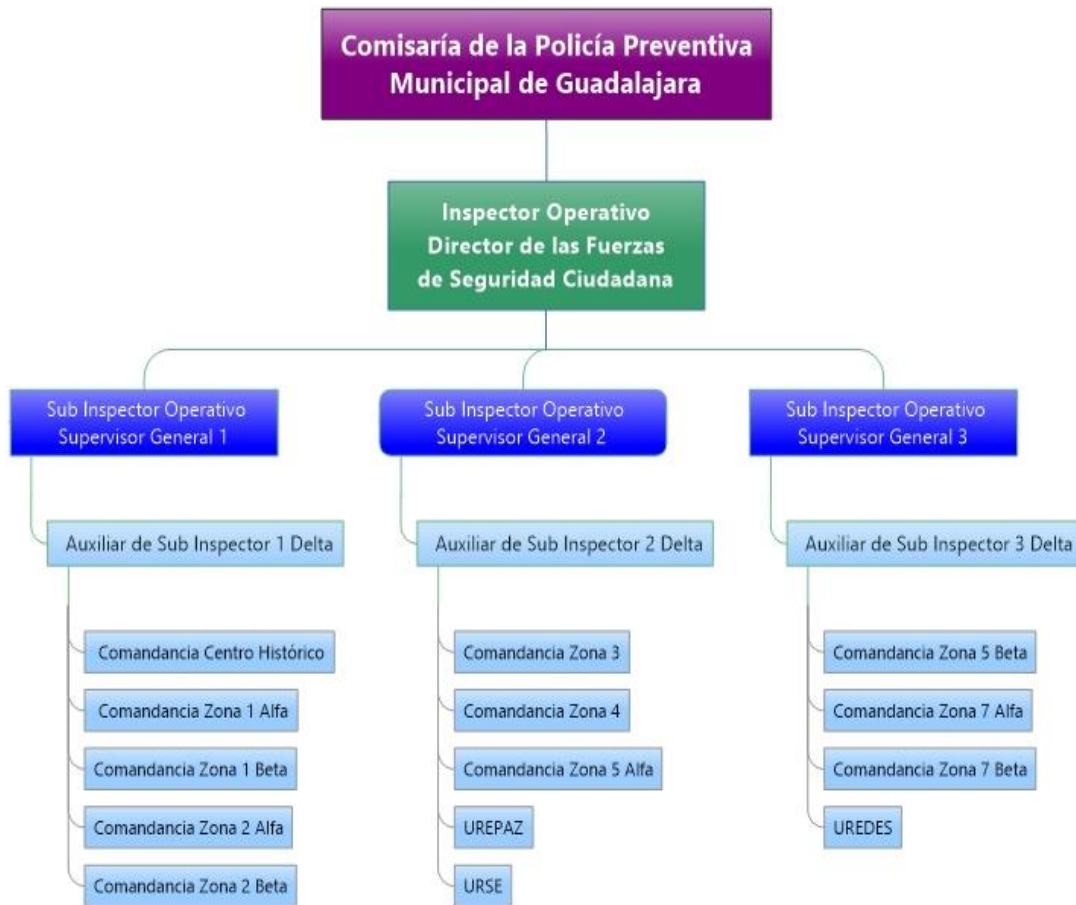 Comisaría de la Policía Preventiva
Municipal de Guadalajara
Inspector Operativo
Director de las Fuerzas
de Seguridad Ciudadana
Sub Inspector Operativo
Supervisor General 1
Sub Inspector Operativo
Supervisor General 2
Sub Inspector Operativo
Supervisor General 3
Auxiliar de Sub Inspector 1 Delta
Auxiliar de Sub Inspector 2 Delta
Auxiliar de Sub Inspector 3 Delta
Comandancia Centro Histórico
Comandancia Zona 1 Alfa
Comandancia Zona 1 Beta
Comandancia Zona 2 Alfa
Comandancia Zona 2 Beta
Comandancia Zona 3
Comandancia Zona 4
Comandancia Zona 5 Alfa
UREPAZ
URSE
Comandancia Zona 5 Beta
Comandancia Zona 7 Alfa
Comandancia Zona 7 Beta
UREDES